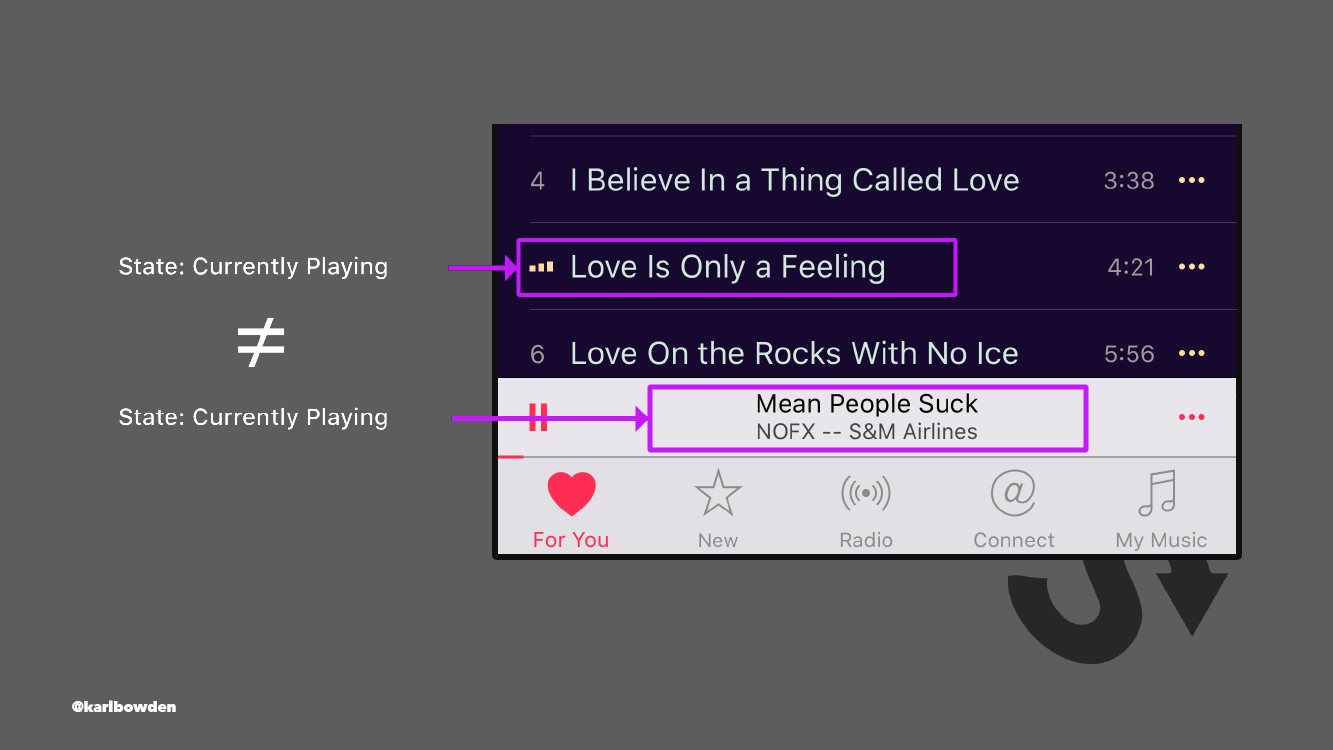 4 I Believe In a Thing Called Love 3:38 •••
State: Currently Playing
Love Is Only a Feeling 4:21 •••
≠
6 Love On the Rocks With No Ice 5:56 •••
State: Currently Playing
Mean People Suck •••
NOFX -- S&M Airlines
For You New Radio Connect My Music
@karlbowden